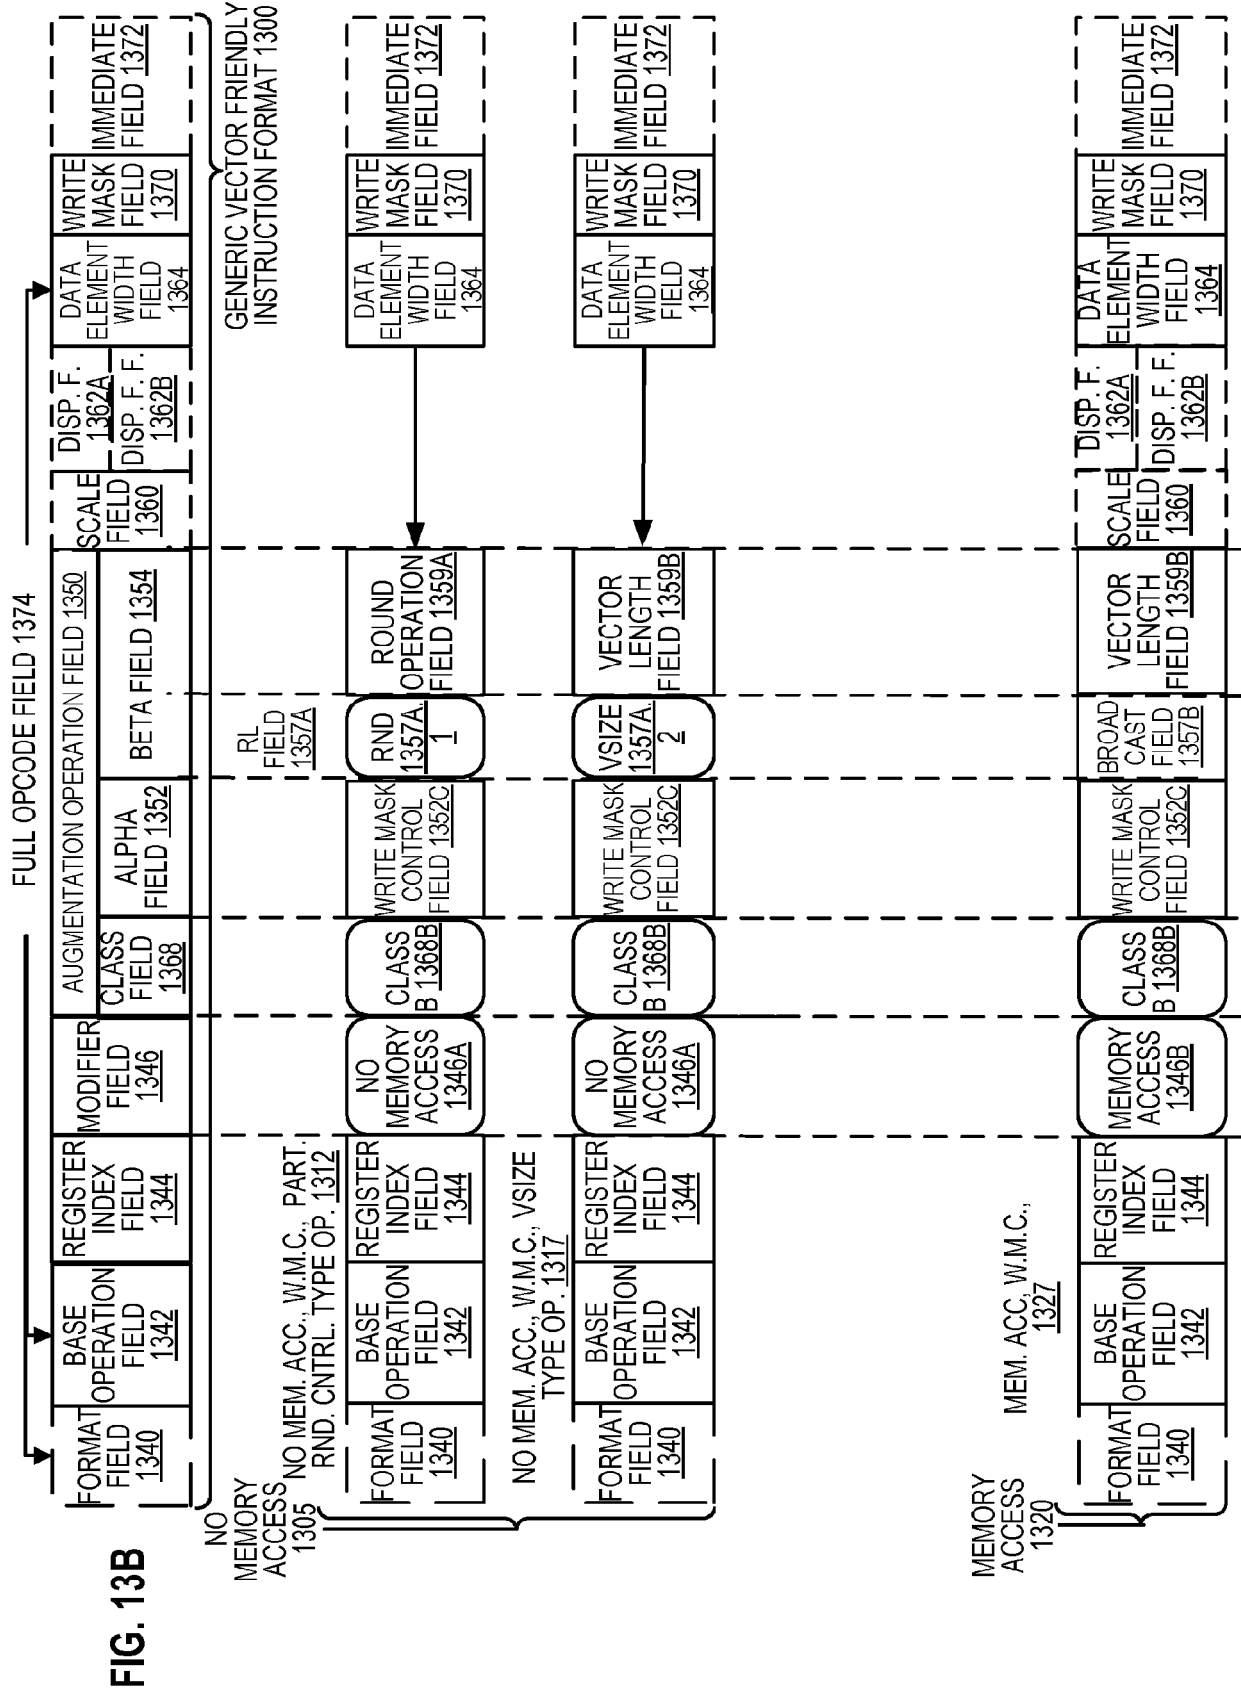 FIG. 13B
FULL OPCODE FIELD 1374
FORMAT
FIELD
1340
BASE
OPERATION
FIELD
1342
REGISTER
INDEX
FIELD
1344
MODIFIER
FIELD
1346
AUGMENTATION OPERATION FIELD 1350
CLASS
FIELD
1368
ALPHA
FIELD 1352
BETA FIELD 1354
SCALE
FIELD
1360
DISP. F.
1362A
DISP. F. F.
1362B
DATA
ELEMENT
WIDTH
FIELD
1364
WRITE
MASK
FIELD
1370
IMMEDIATE
FIELD 1372
GENERIC VECTOR FRIENDLY
INSTRUCTION FORMAT 1300
NO
MEMORY
ACCESS
1305
NO MEM. ACC., W.M.C., PART.
RND. CNTRL. TYPE OP. 1312
RL
FIELD
1357A
FORMAT
FIELD
1340
BASE
OPERATION
FIELD
1342
REGISTER
INDEX
FIELD
1344
NO
MEMORY
ACCESS
1346A
CLASS
B 1368B
WRITE MASK
CONTROL
FIELD 1352C
RND
1357A.
1
ROUND
OPERATION
FIELD 1359A
DATA
ELEMENT
WIDTH
FIELD
1364
WRITE
MASK
FIELD
1370
IMMEDIATE
FIELD 1372
NO MEM. ACC., W.M.C., VSIZE
TYPE OP. 1317
FORMAT
FIELD
1340
BASE
OPERATION
FIELD
1342
REGISTER
INDEX
FIELD
1344
NO
MEMORY
ACCESS
1346A
CLASS
B 1368B
WRITE MASK
CONTROL
FIELD 1352C
VSIZE
1357A.
2
VECTOR
LENGTH
FIELD 1359B
DATA
ELEMENT
WIDTH
FIELD
1364
WRITE
MASK
FIELD
1370
IMMEDIATE
FIELD 1372
MEMORY
ACCESS
1320
MEM. ACC, W.M.C.,
1327
FORMAT
FIELD
1340
BASE
OPERATION
FIELD
1342
REGISTER
INDEX
FIELD
1344
MEMORY
ACCESS
1346B
CLASS
B 1368B
WRITE MASK
CONTROL
FIELD 1352C
BROAD
CAST
FIELD
1357B
VECTOR
LENGTH
FIELD 1359B
SCALE
FIELD
1360
DISP. F.
1362A
DISP. F. F.
1362B
DATA
ELEMENT
WIDTH
FIELD
1364
WRITE
MASK
FIELD
1370
IMMEDIATE
FIELD 1372